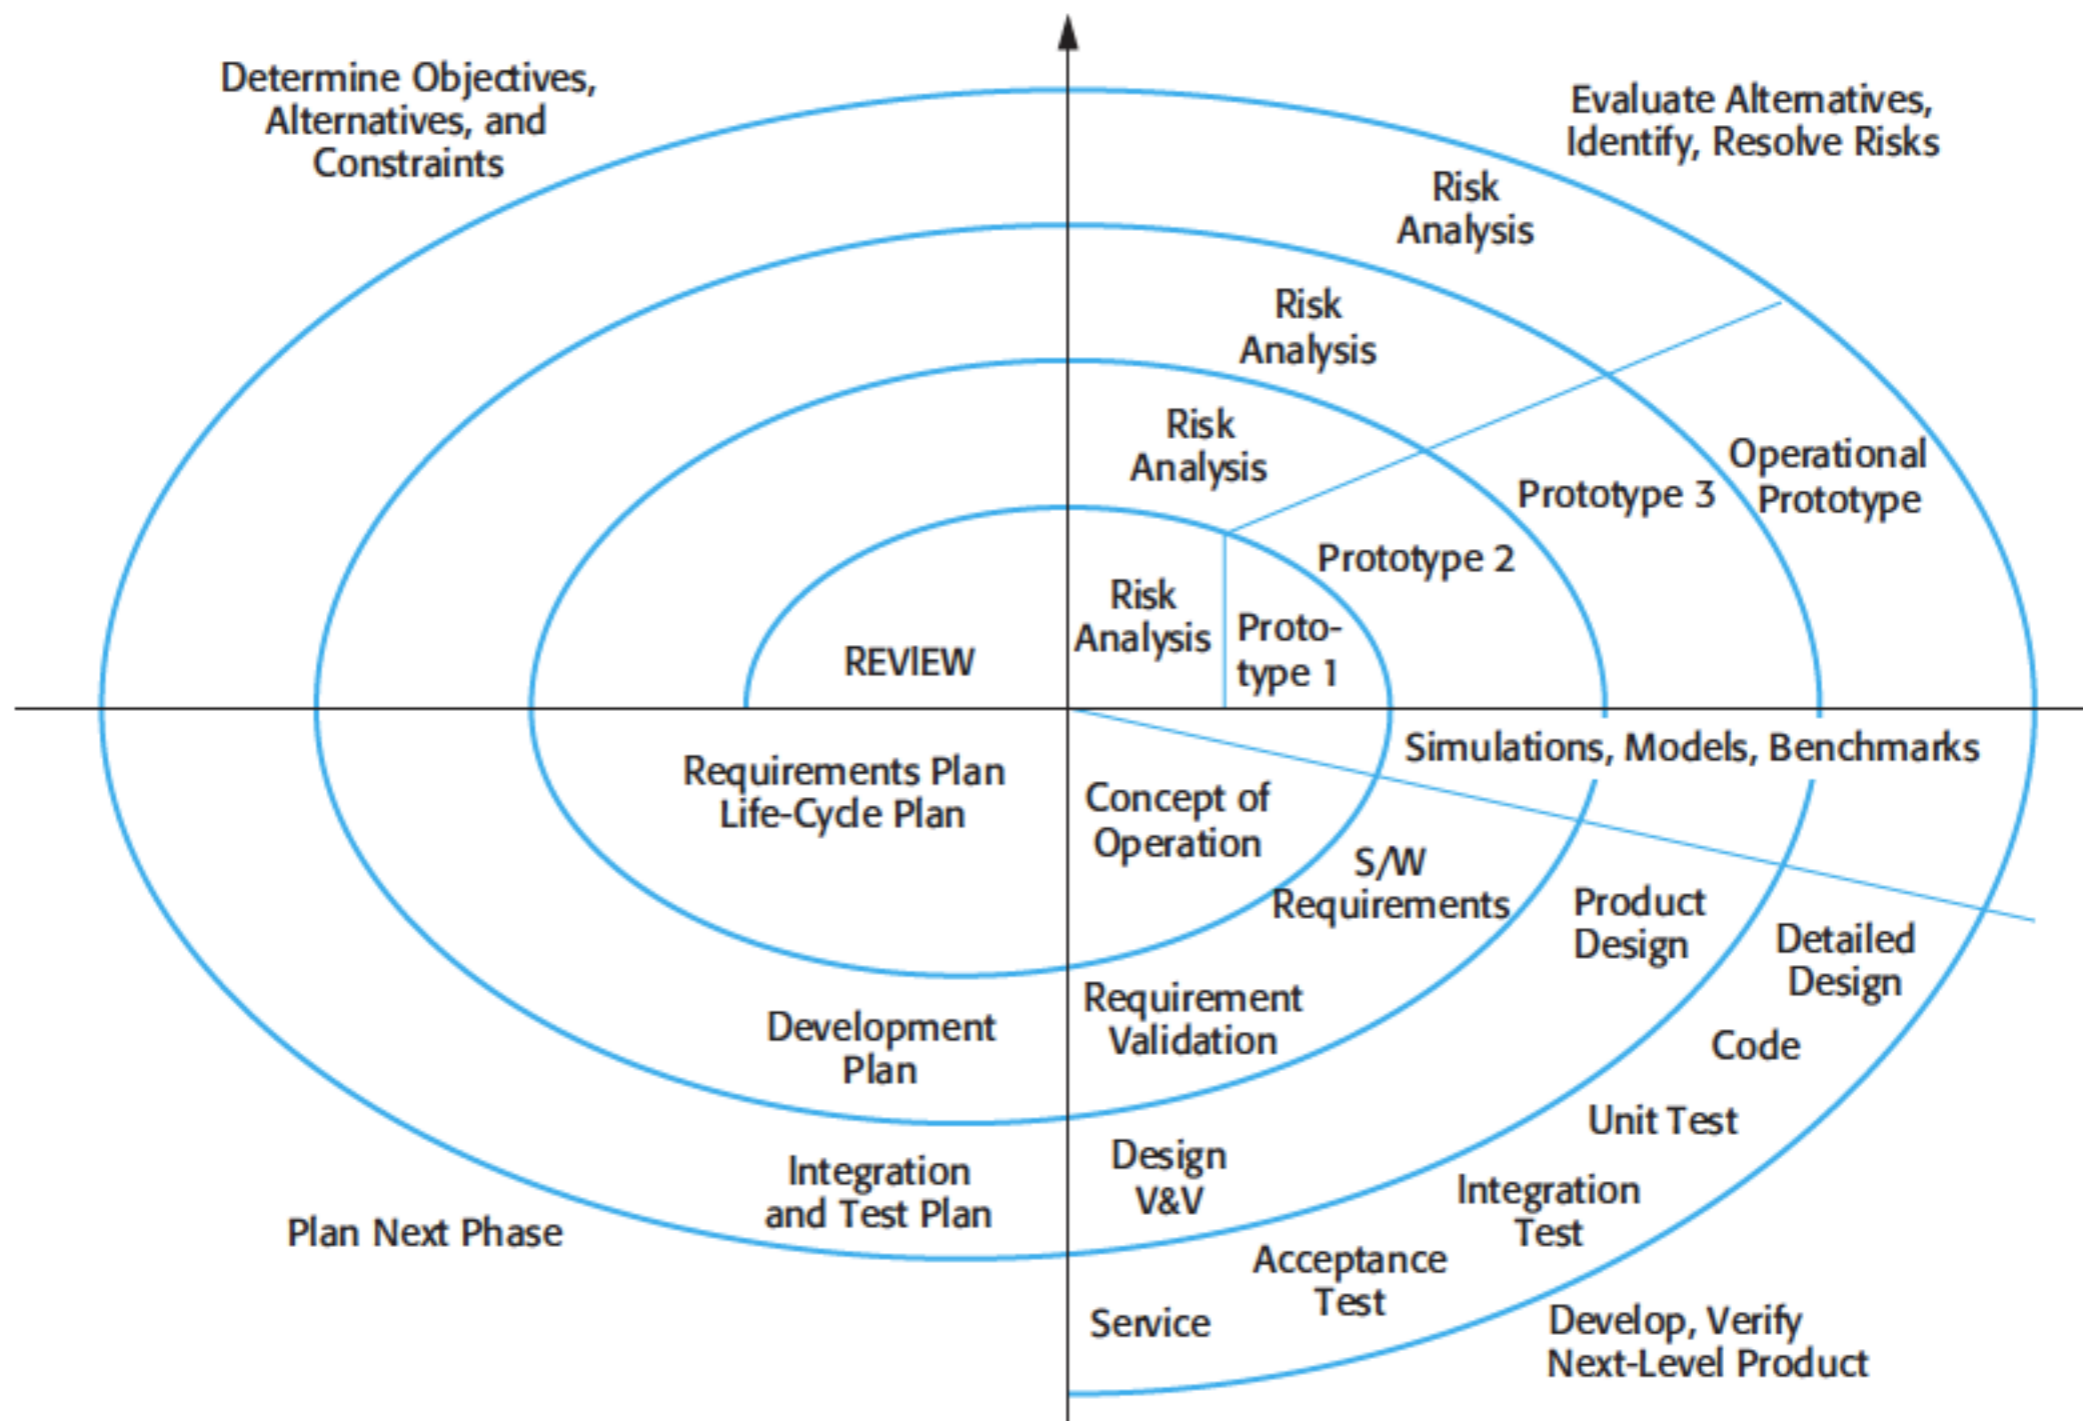 Determine Objectives,
Alternatives, and
Constraints
Evaluate Alternatives,
Identify, Resolve Risks
Risk
Analysis
Risk
Analysis
Risk
Analysis
Risk
Analysis
Operational
Prototype
Prototype 3
Prototype 2
Proto-
type 1
REVIEW
Simulations, Models, Benchmarks
Requirements Plan
Life-Cycle Plan
Concept of
Operation
S/W
Requirements
Product
Design
Detailed
Design
Requirement
Validation
Development
Plan
Code
Unit Test
Design
V&V
Integration
and Test Plan
Integration
Test
Plan Next Phase
Acceptance
Test
Service
Develop, Verify
Next-Level Product